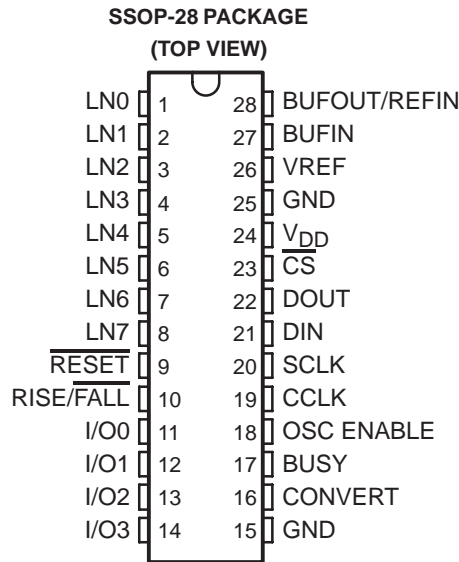 SSOP-28 PACKAGE
(TOP VIEW)
LN0 1 28 BUFOUT/REFIN
LN1 2 27 BUFIN
LN2 3 26 VREF
LN3 4 25 GND
LN4 5 24 VDD
LN5 6 23 CS
LN6 7 22 DOUT
LN7 8 21 DIN
RESET 9 20 SCLK
RISE/FALL 10 19 CCLK
I/O0 11 18 OSC ENABLE
I/O1 12 17 BUSY
I/O2 13 16 CONVERT
I/O3 14 15 GND